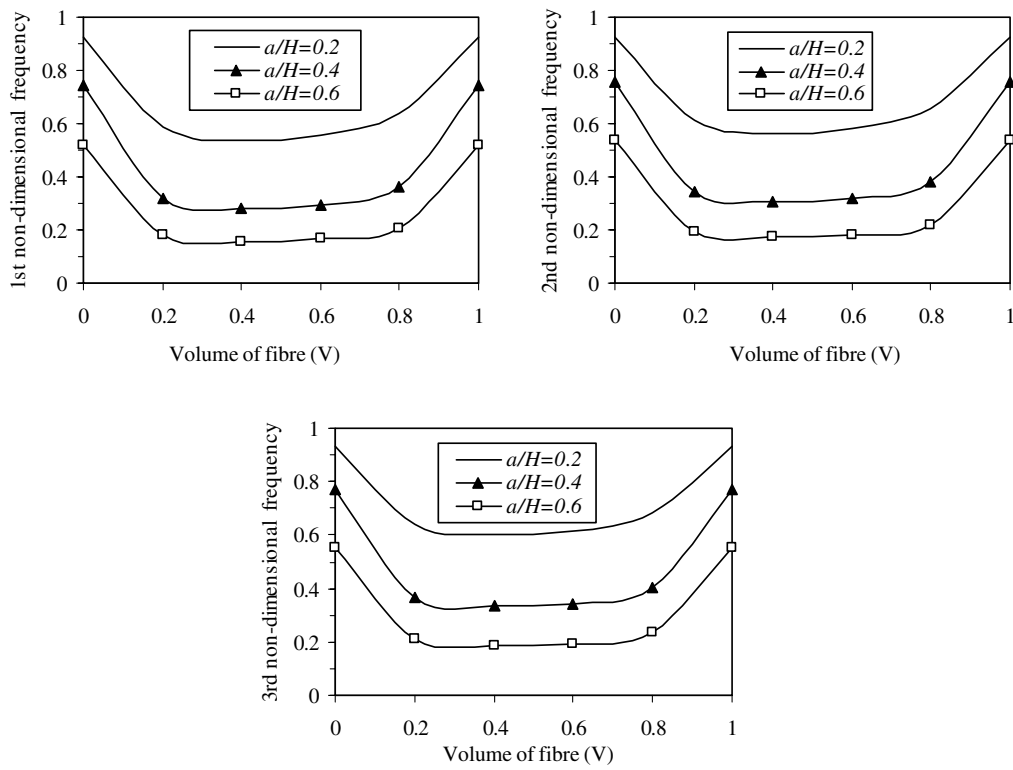 1st non-dimensional frequency
1
0.8
0.6
0.4
0.2
0
a/H=0.2
a/H=0.4
a/H=0.6
0 0.2 0.4 0.6 0.8 1
Volume of fibre (V)
2nd non-dimensional frequency
1
0.8
0.6
0.4
0.2
0
a/H=0.2
a/H=0.4
a/H=0.6
0 0.2 0.4 0.6 0.8 1
Volume of fibre (V)
3rd non-dimensional frequency
1
0.8
0.6
0.4
0.2
0
a/H=0.2
a/H=0.4
a/H=0.6
0 0.2 0.4 0.6 0.8 1
Volume of fibre (V)